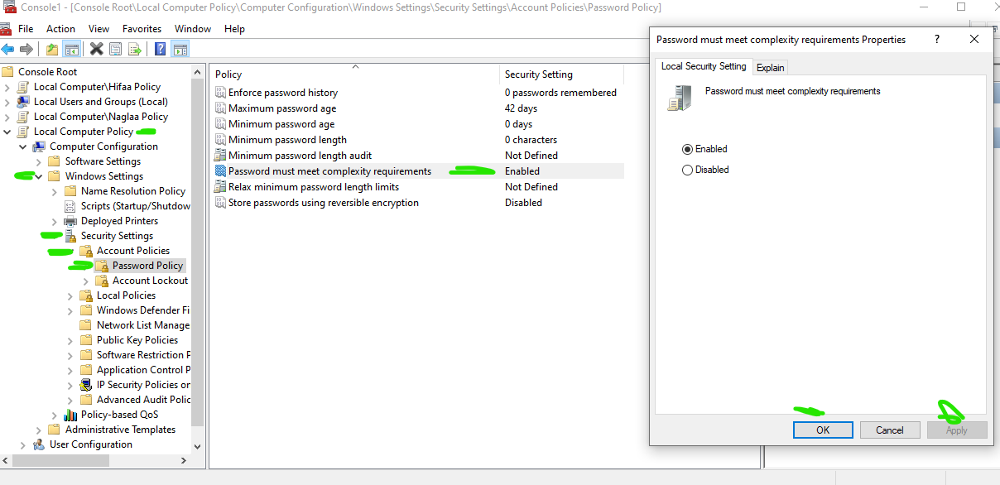 Console1 - [Console Root\Local Computer Policy\Computer Configuration\Windows Settings\Security Settings\Account Policies\Password Policy]
File Action View Favorites Window Help
Console Root
Local Computer\Hifaa Policy
Local Users and Groups (Local)
Local Computer\Naglaa Policy
Local Computer Policy
Computer Configuration
Software Settings
Windows Settings
Name Resolution Policy
Scripts (Startup/Shutdow
Deployed Printers
Security Settings
Account Policies
Password Policy
Account Lockout
Local Policies
Windows Defender Fi
Network List Manage
Public Key Policies
Software Restriction P
Application Control P
IP Security Policies on
Advanced Audit Polic
Policy-based QoS
Administrative Templates
User Configuration
Policy Security Setting
Enforce password history 0 passwords remembered
Maximum password age 42 days
Minimum password age 0 days
Minimum password length 0 characters
Minimum password length audit Not Defined
Password must meet complexity requirements Enabled
Relax minimum password length limits Not Defined
Store passwords using reversible encryption Disabled
Password must meet complexity requirements Properties ?
Local Security Setting Explain
Password must meet complexity requirements
Enabled
Disabled
OK Cancel Apply